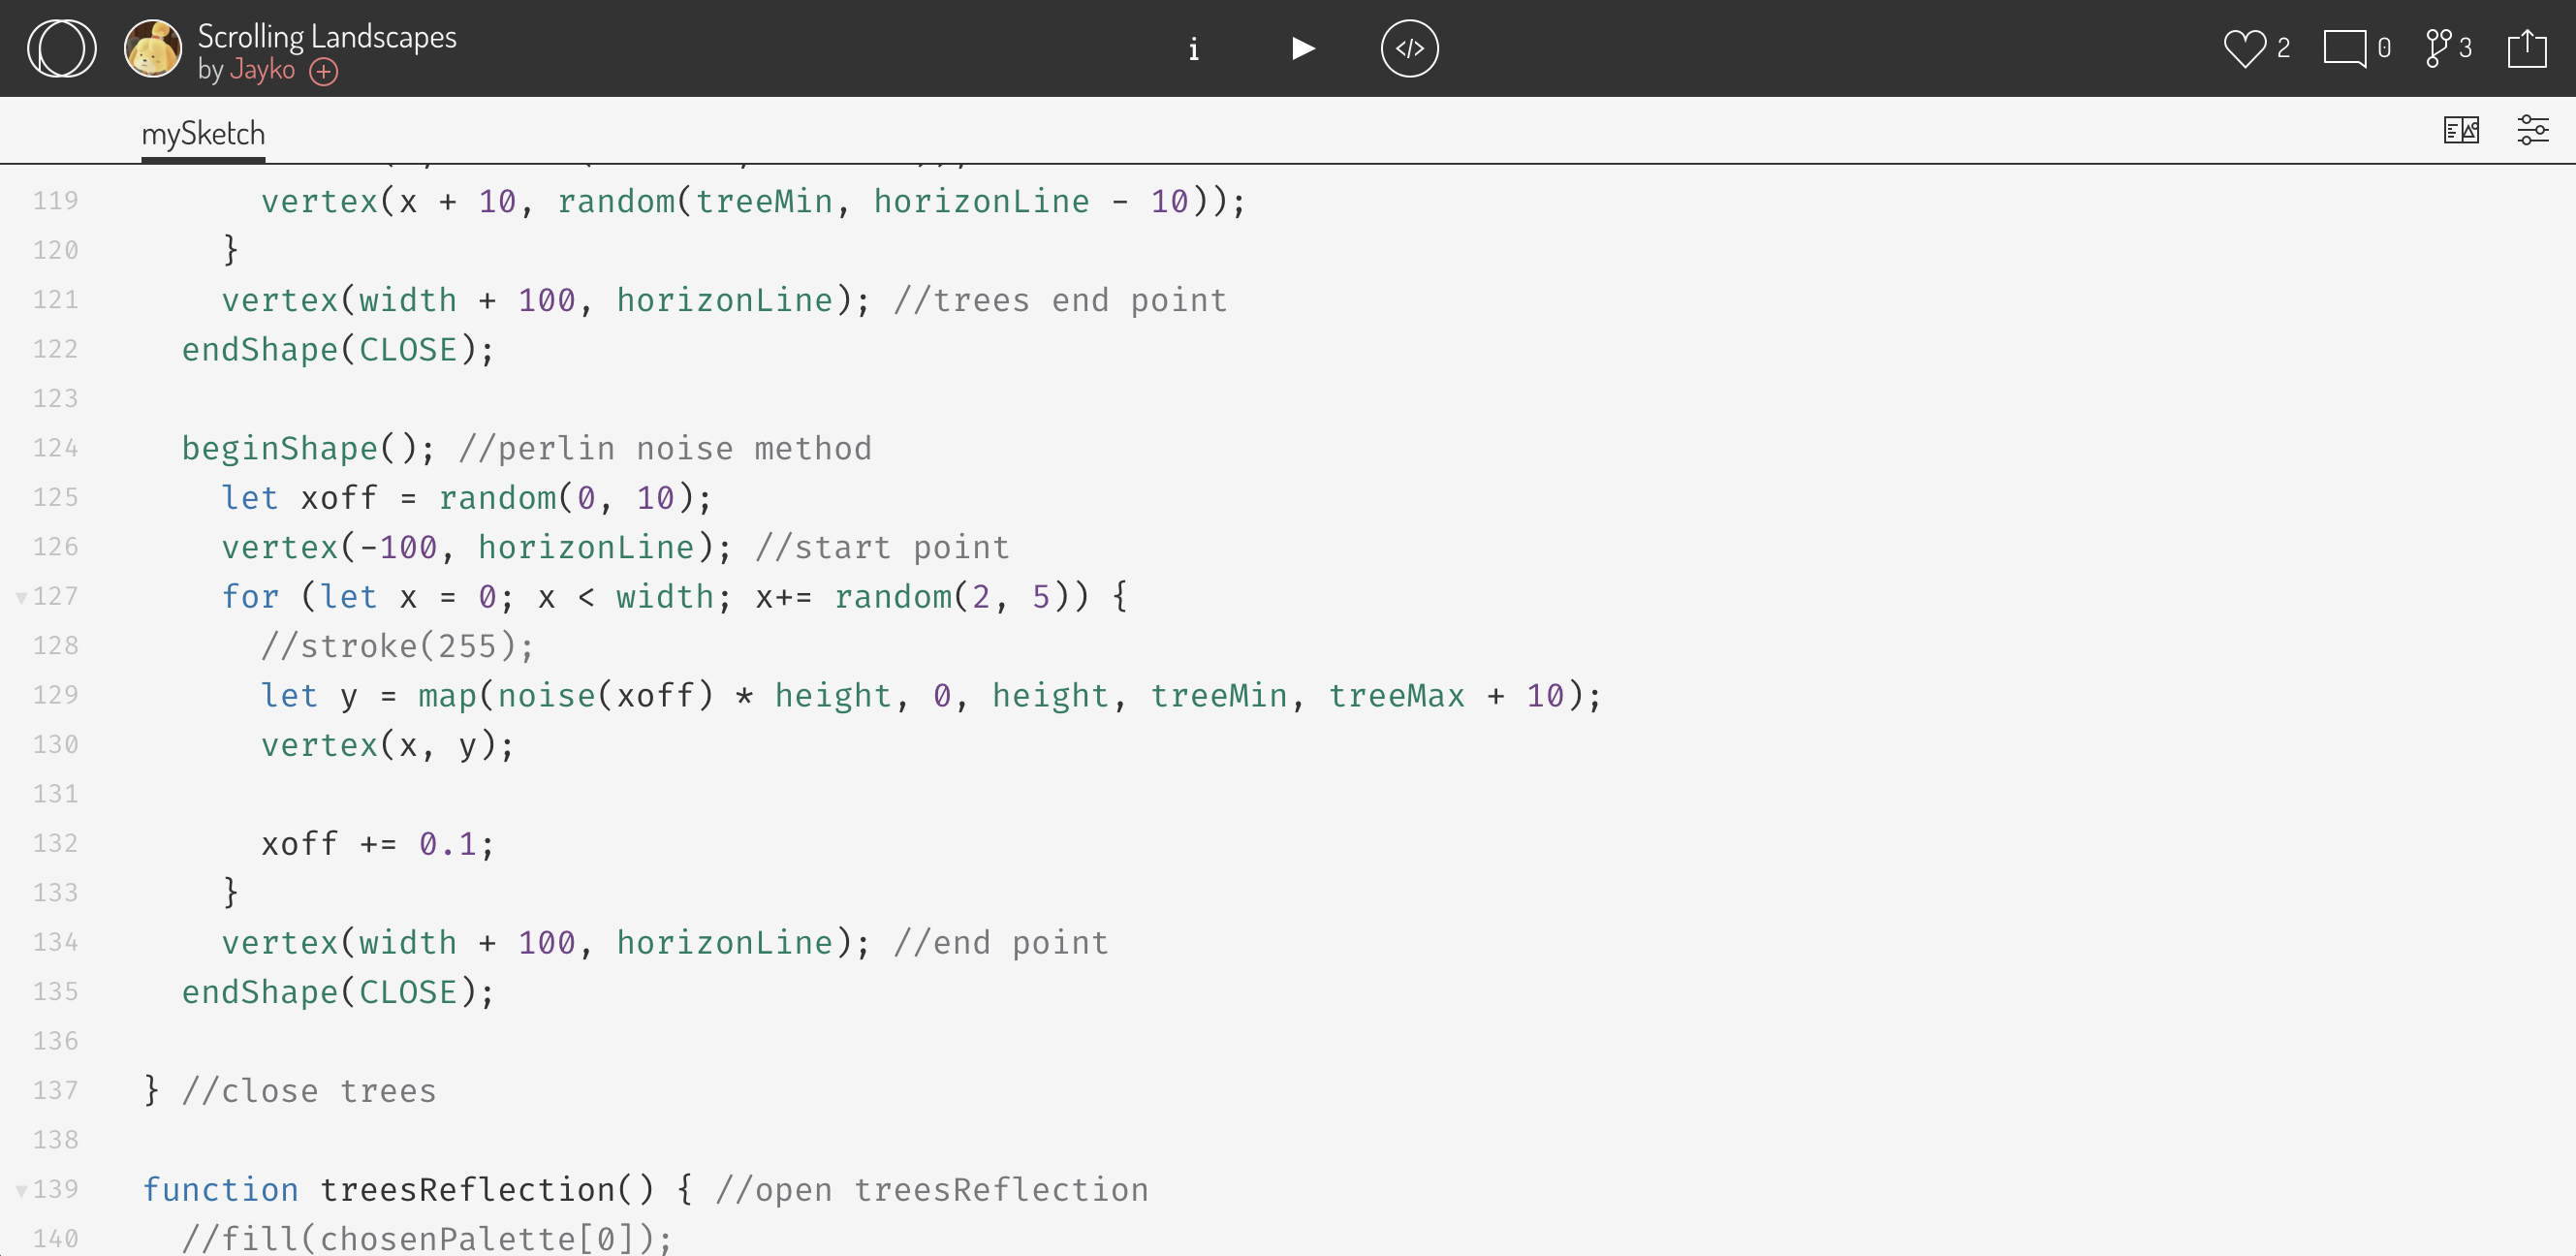 Scrolling Landscapes
by Jayko
i
</>
2
0
3
mySketch
119 vertex(x + 10, random(treeMin, horizonLine - 10));
120 }
121 vertex(width + 100, horizonLine); //trees end point
122 endShape(CLOSE);
123
124 beginShape(); //perlin noise method
125 let xoff = random(0, 10);
126 vertex(-100, horizonLine); //start point
127 for (let x = 0; x < width; x+= random(2, 5)) {
128 //stroke(255);
129 let y = map(noise(xoff) * height, 0, height, treeMin, treeMax + 10);
130 vertex(x, y);
131
132 xoff += 0.1;
133 }
134 vertex(width + 100, horizonLine); //end point
135 endShape(CLOSE);
136
137 } //close trees
138
139 function treesReflection() { //open treesReflection
140 //fill(chosenPalette[0]);